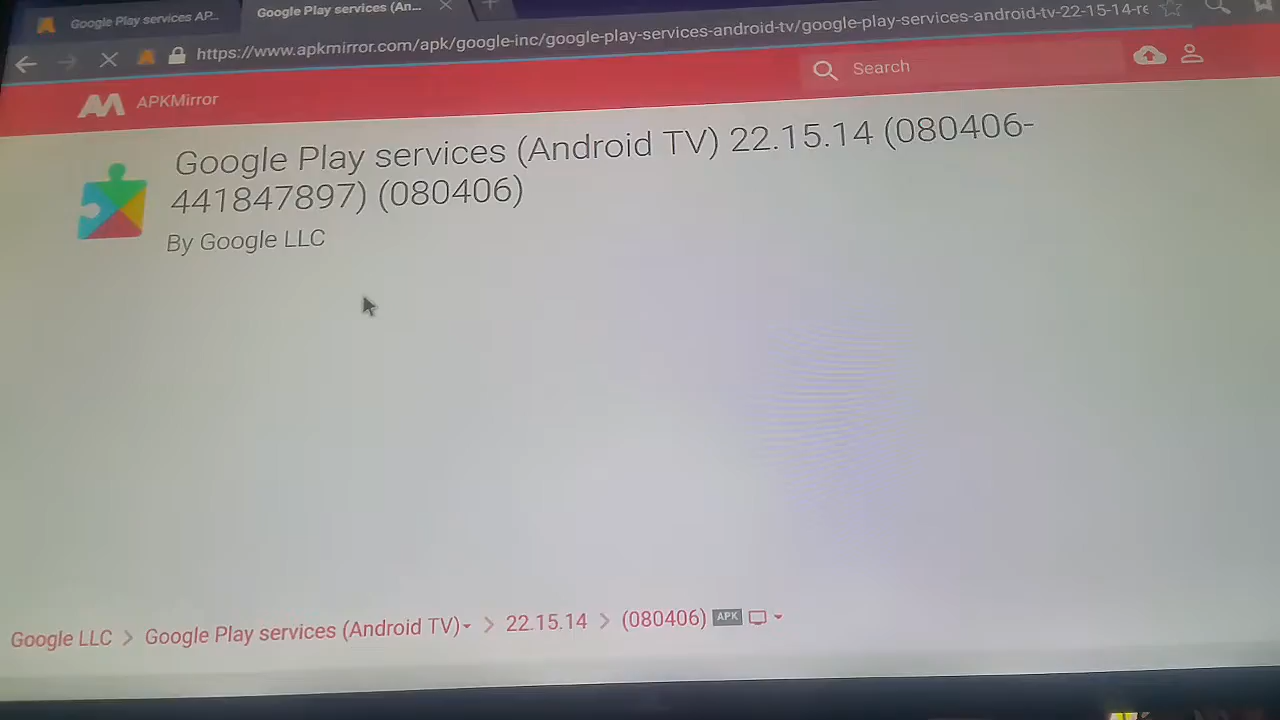 Google Play services AP...
Google Play services (An...
https://www.apkmirror.com/apk/google-inc/google-play-services-android-tv/google-play-services-android-tv-22-15-14-re
APKMirror
Search
Google Play services (Android TV) 22.15.14 (080406-
441847897) (080406)
By Google LLC
Google LLC > Google Play services (Android TV) > 22.15.14 > (080406) APK